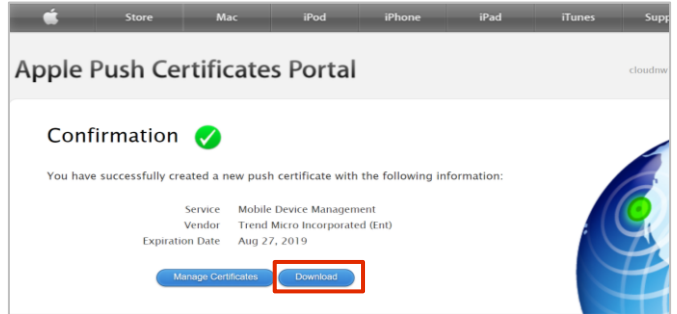 Store Mac iPod iPhone iPad iTunes Supp
Apple Push Certificates Portal
cloudnw
Confirmation
You have successfully created a new push certificate with the following information:
Service Mobile Device Management
Vendor Trend Micro Incorporated (Ent)
Expiration Date Aug 27, 2019
Manage Certificates Download